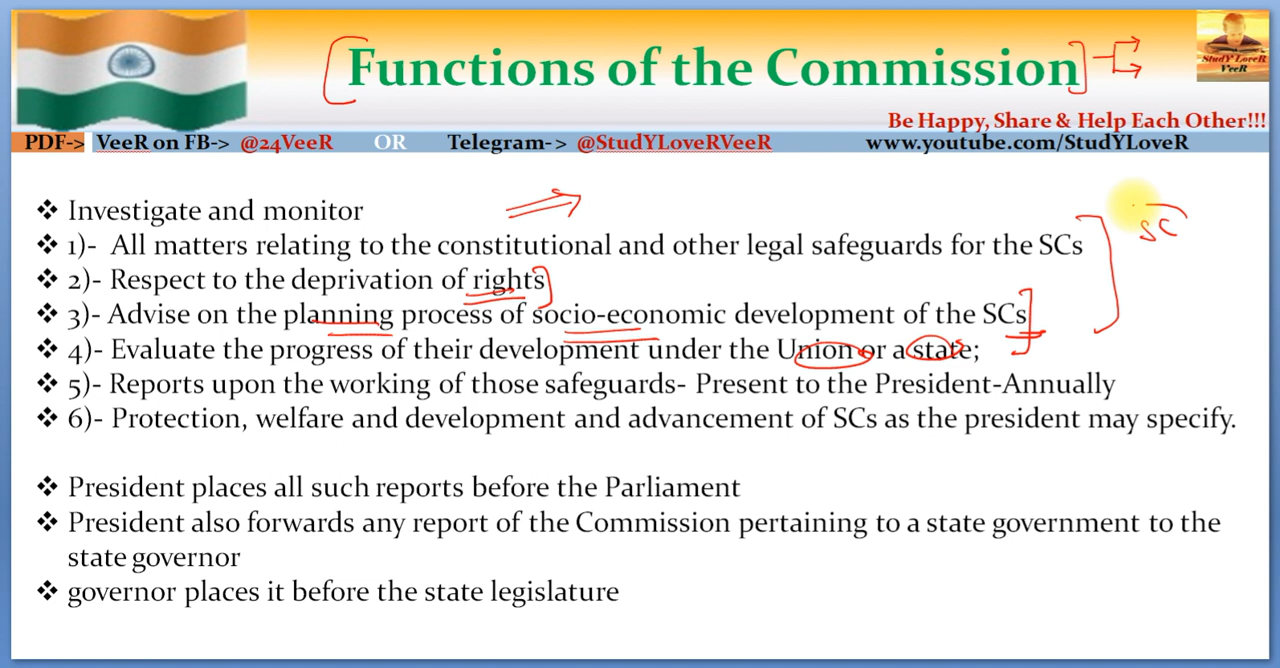 Functions of the Commission
StudY LoveR
VeeR
Be Happy, Share & Help Each Other!!!
PDF-> VeeR on FB-> @24VeeR OR Telegram-> @StudYLoveRVeeR www.youtube.com/StudYLoveR
❖ Investigate and monitor
❖ 1)- All matters relating to the constitutional and other legal safeguards for the SCs
SC
❖ 2)- Respect to the deprivation of rights
❖ 3)- Advise on the planning process of socio-economic development of the SCs
❖ 4)- Evaluate the progress of their development under the Union or a state;
❖ 5)- Reports upon the working of those safeguards- Present to the President-Annually
❖ 6)- Protection, welfare and development and advancement of SCs as the president may specify.
❖ President places all such reports before the Parliament
❖ President also forwards any report of the Commission pertaining to a state government to the
state governor
❖ governor places it before the state legislature